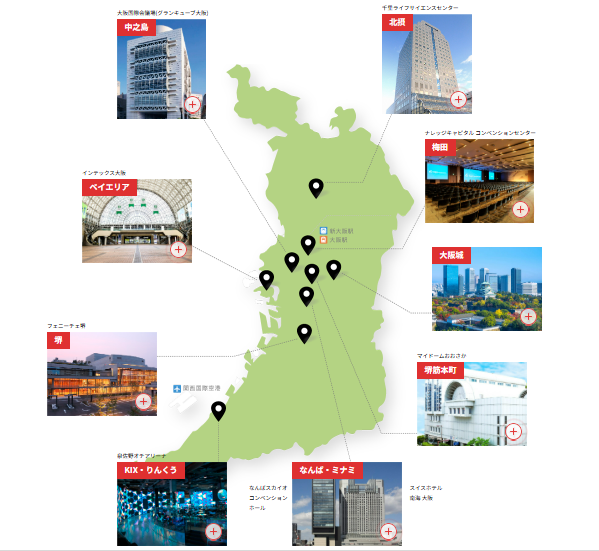 大阪国際会議場(グランキューブ大阪)
中之島
千里ライフサイエンスセンター
北摂
ナレッジキャピタル コンベンションセンター
梅田
インテックス大阪
ベイエリア
新大阪駅
大阪駅
大阪城
フェニーチェ堺
堺
マイドームおおさか
堺筋本町
関西国際空港
泉佐野オチアリーナ
KIX・りんくう
なんばスカイオ
コンベンション
ホール
なんば・ミナミ
スイスホテル
南海 大阪